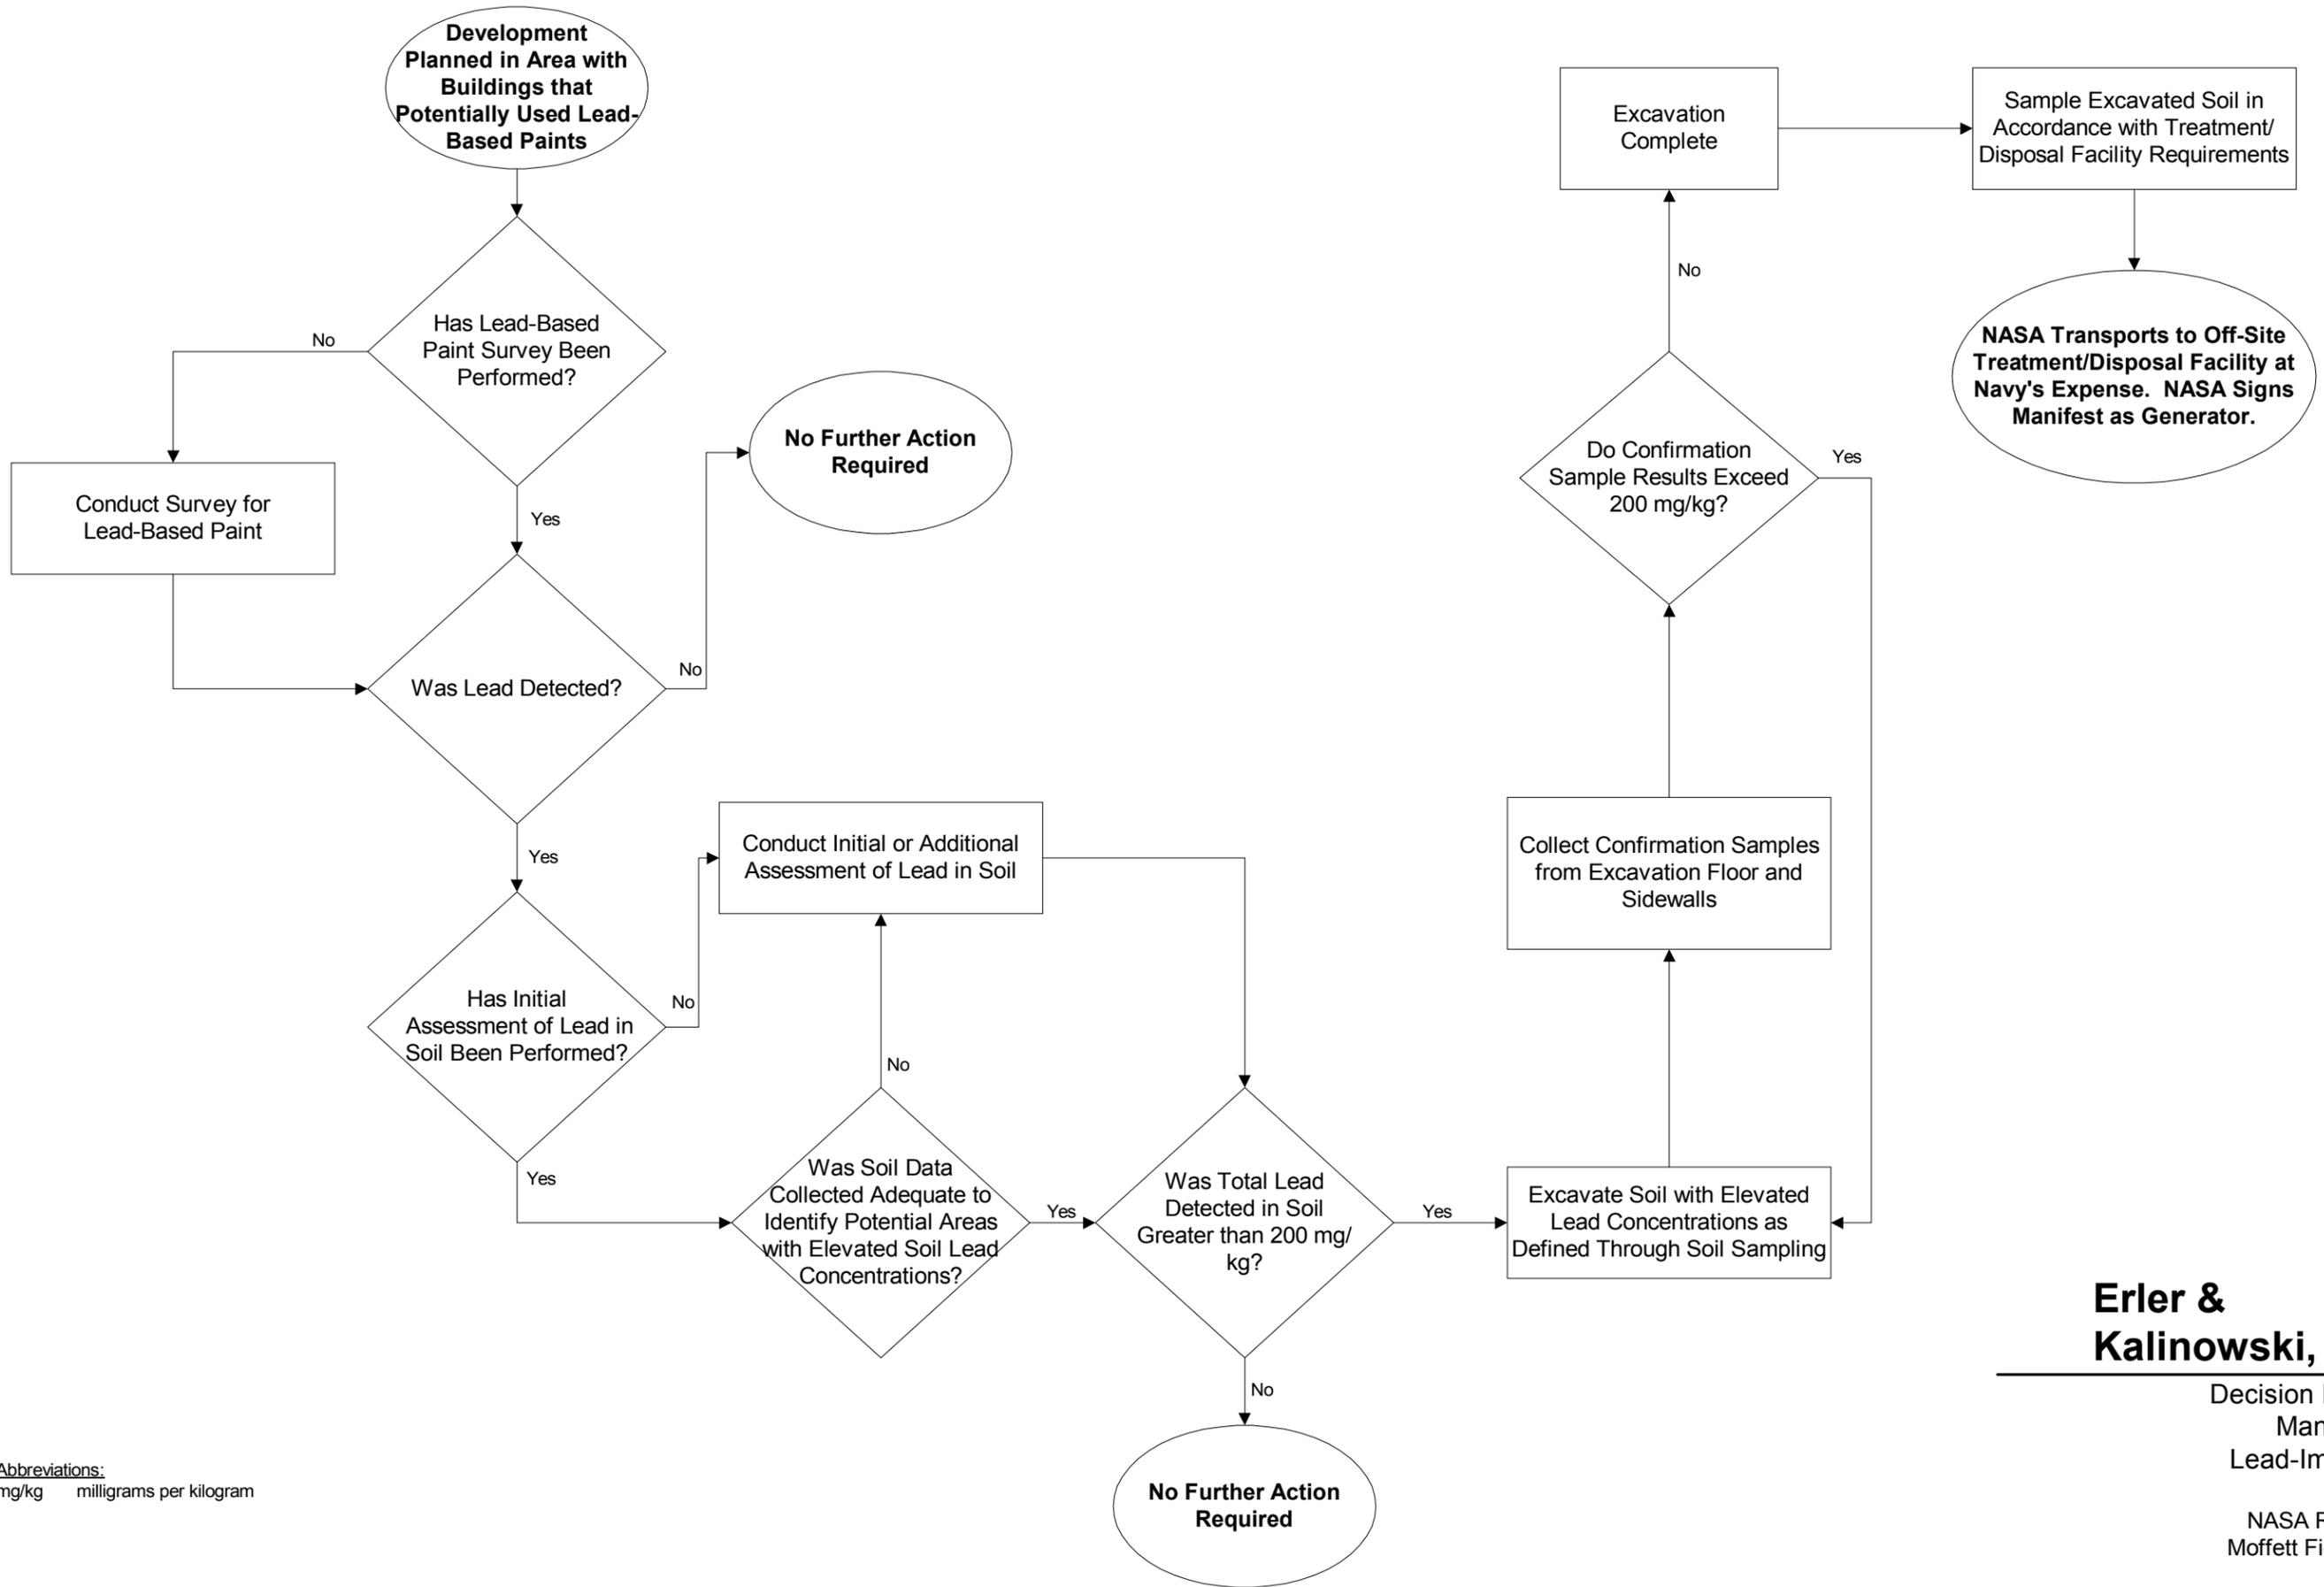 Development
Planned in Area with
Buildings that
Potentially Used Lead-
Based Paints
Has Lead-Based
Paint Survey Been
Performed?
No
Yes
Conduct Survey for
Lead-Based Paint
Was Lead Detected?
No
No Further Action
Required
Yes
Has Initial
Assessment of Lead in
Soil Been Performed?
No
Yes
Conduct Initial or Additional
Assessment of Lead in Soil
No
Was Soil Data
Collected Adequate to
Identify Potential Areas
with Elevated Soil Lead
Concentrations?
Yes
Was Total Lead
Detected in Soil
Greater than 200 mg/
kg?
Yes
No
No Further Action
Required
Excavate Soil with Elevated
Lead Concentrations as
Defined Through Soil Sampling
Collect Confirmation Samples
from Excavation Floor and
Sidewalls
Do Confirmation
Sample Results Exceed
200 mg/kg?
Yes
No
Excavation
Complete
Sample Excavated Soil in
Accordance with Treatment/
Disposal Facility Requirements
NASA Transports to Off-Site
Treatment/Disposal Facility at
Navy's Expense.  NASA Signs
Manifest as Generator.
Abbreviations:
mg/kg milligrams per kilogram
Erler &
Kalinowski,
Decision
Lead-Im
NASA
Moffett Fi